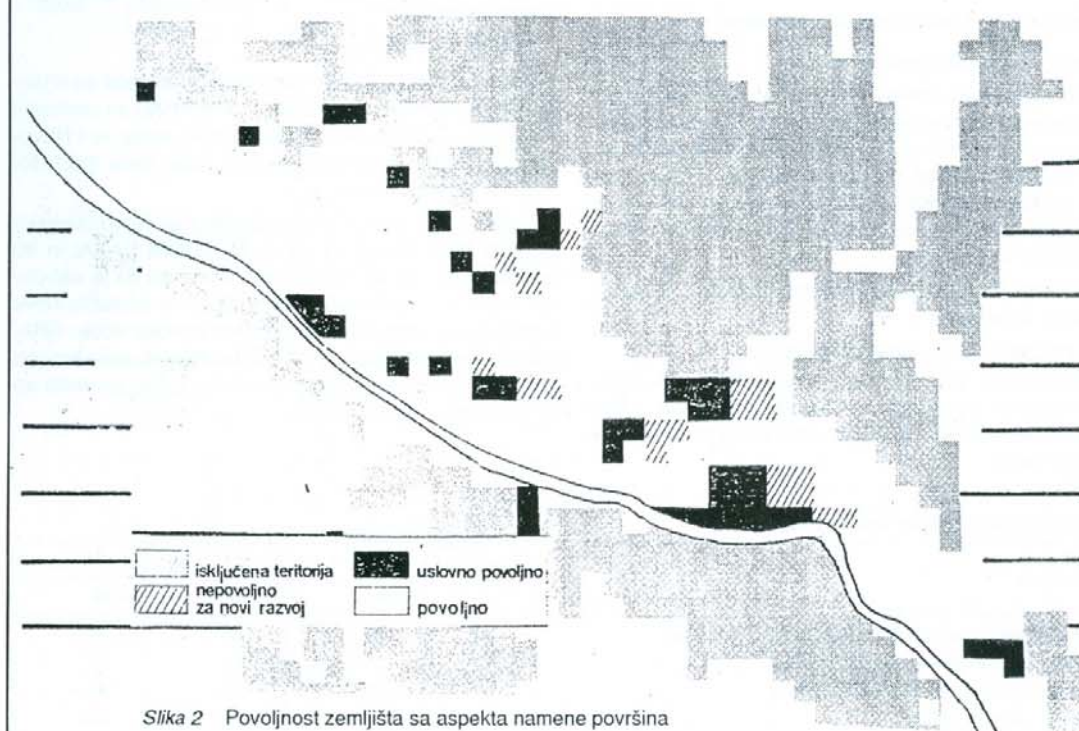 isključena teritorija
nepovoljno
za novi razvoj
uslovno povoljno
povoljno
Slika 2 Povoljnost zemljišta sa aspekta namene površina